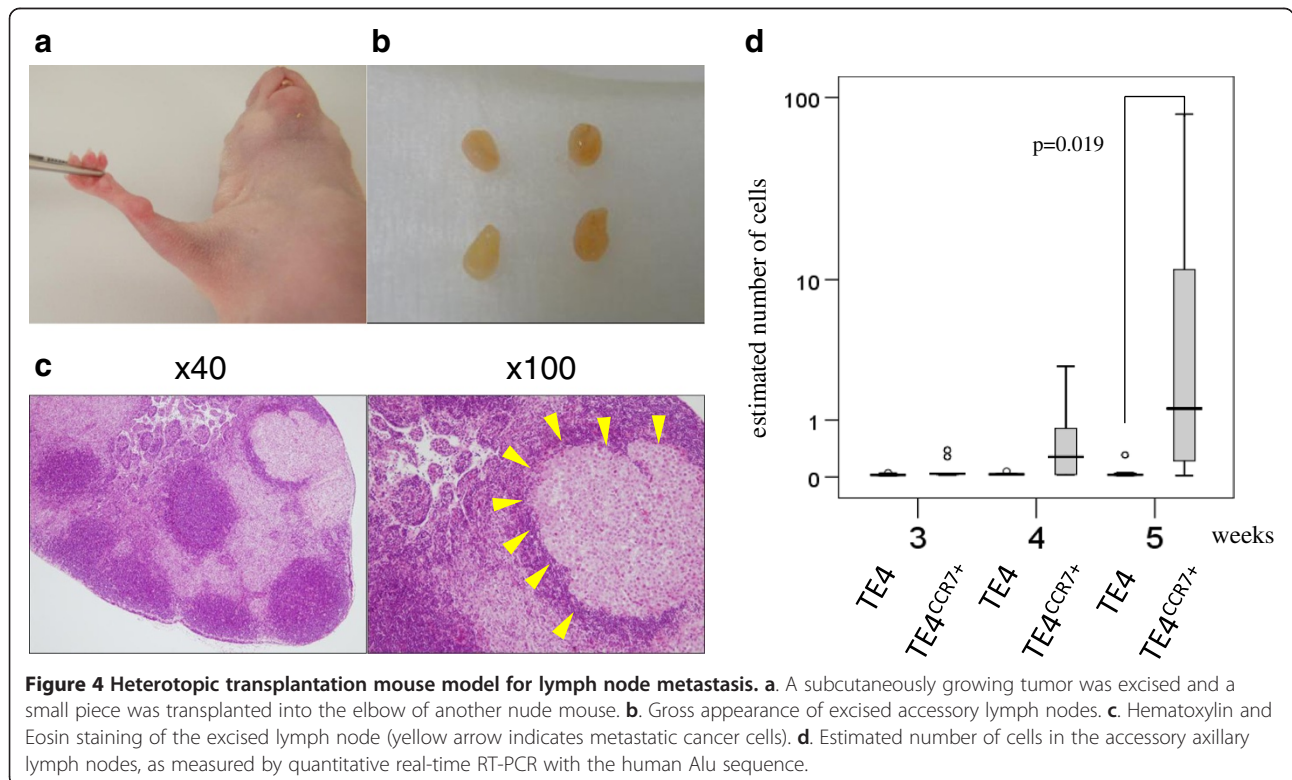 a
b
d
100
p=0.019
estimated number of cells
10
1
0
3
4
5
weeks
TE4
TE4CCR7+
TE4
TE4CCR7+
TE4
TE4CCR7+
c
x40
x100
Figure 4 Heterotopic transplantation mouse model for lymph node metastasis. a. A subcutaneously growing tumor was excised and a
small piece was transplanted into the elbow of another nude mouse. b. Gross appearance of excised accessory lymph nodes. c. Hematoxylin and
Eosin staining of the excised lymph node (yellow arrow indicates metastatic cancer cells). d. Estimated number of cells in the accessory axillary
lymph nodes, as measured by quantitative real-time RT-PCR with the human Alu sequence.